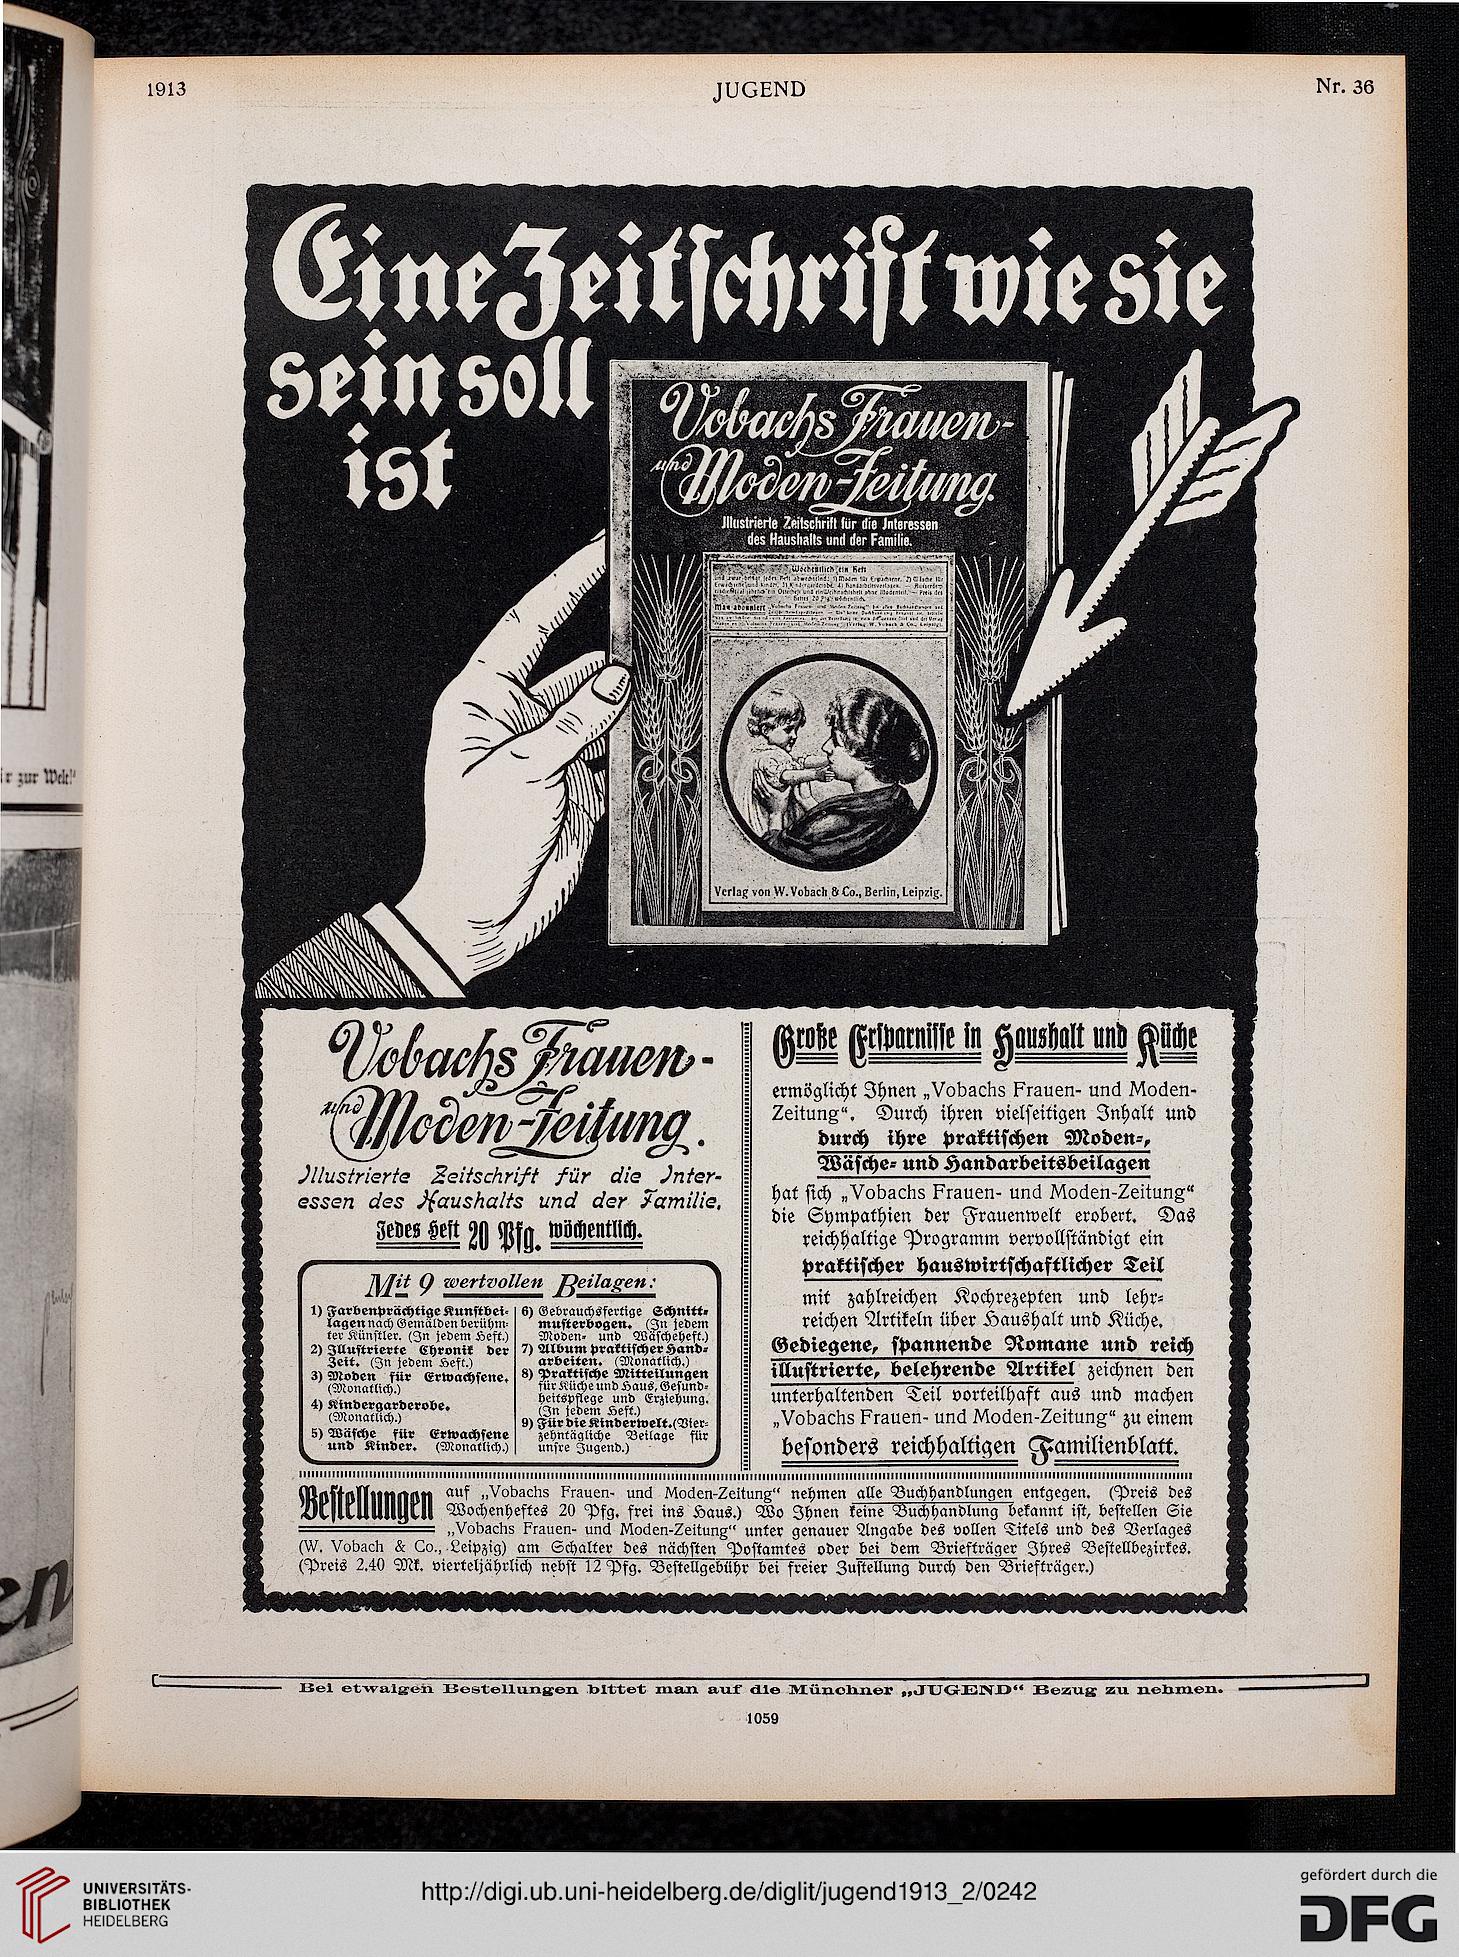 1913
JUGEND
Nr. 36
Eine Zeitschrift wie sie
sein soll
ist
Vobachs Frauen-
und Moden-Zeitung.
Jllustrierte Zeitschrift für die Jnteressen
des Haushalts und der Familie.
Wöchentlich ein Heft
Man abonniert
Verlag von W. Vobach & Co., Berlin, Leipzig.
ir zur Welt!"
en
Vobachs Frauen-
und Moden-Zeitung.
Jllustrierte Zeitschrift für die Jnter-
essen des Haushalts und der Familie.
Jedes Heft 20 Pfg. wöchentlich.
Mit 9 wertvollen Beilagen:
1) Farbenprächtige Kunstbei-
lagen nach Gemälden berühm-
ter Künstler. (In jedem Heft.)
2) Illustrierte Chronik der
Zeit. (In jedem Heft.)
3) Moden für Erwachsene.
(Monatlich.)
4) Kindergarderobe.
(Monatlich.)
5) Wäsche für Erwachsene
und Kinder. (Monatlich.)
6) Gebrauchsfertige Schnitt-
musterbogen. (In jedem
Moden- und Wäscheheft.)
7) Album praktischer Hand-
arbeiten. (Monatlich.)
8) Praktische Mitteilungen
für Küche und Haus, Gesund-
heitspflege und Erziehung.
(In jedem Heft.)
9) Für die Kinderwelt. (Vier-
zehntägliche Beilage für
unsre Jugend.)
Große Ersparnisse in Haushalt und Küche
ermöglicht Ihnen „Vobachs Frauen- und Moden-
Zeitung“. Durch ihren vielseitigen Inhalt und
durch ihre praktischen Moden-,
Wäsche- und Handarbeitsbeilagen
hat sich „Vobachs Frauen- und Moden-Zeitung“
die Sympathien der Frauenwelt erobert. Das
reichhaltige Programm vervollständigt ein
praktischer hauswirtschaftlicher Teil
mit zahlreichen Kochrezepten und lehr-
reichen Artikeln über Haushalt und Küche.
Gediegene, spannende Romane und reich
illustrierte, belehrende Artikel zeichnen den
unterhaltenden Teil vorteilhaft aus und machen
„Vobachs Frauen- und Moden-Zeitung“ zu einem
besonders reichhaltigen Familienblatt.
Bestellungen auf „Vobachs Frauen- und Moden-Zeitung“ nehmen alle Buchhandlungen entgegen. (Preis des
Wochenheftes 20 Pfg. frei ins Haus.) Wo Ihnen keine Buchhandlung bekannt ist, bestellen Sie
„Vobachs Frauen- und Moden-Zeitung“ unter genauer Angabe des vollen Titels und des Verlages
(W. Vobach & Co., Leipzig) am Schalter des nächsten Postamtes oder bei dem Briefträger Ihres Bestellbezirkes.
(Preis 2.40 Mk. vierteljährlich nebst 12 Pfg. Bestellgebühr bei freier Zustellung durch den Briefträger.)
Bei etwaigen Bestellungen bittet man auf die Münchner „JUGEND“ Bezug zu nehmen.
1059
UNIVERSITÄTS-
BIBLIOTHEK
HEIDELBERG
http://digi.ub.uni-heidelberg.de/diglit/jugend1913_2/0242
gefördert durch die
DFG